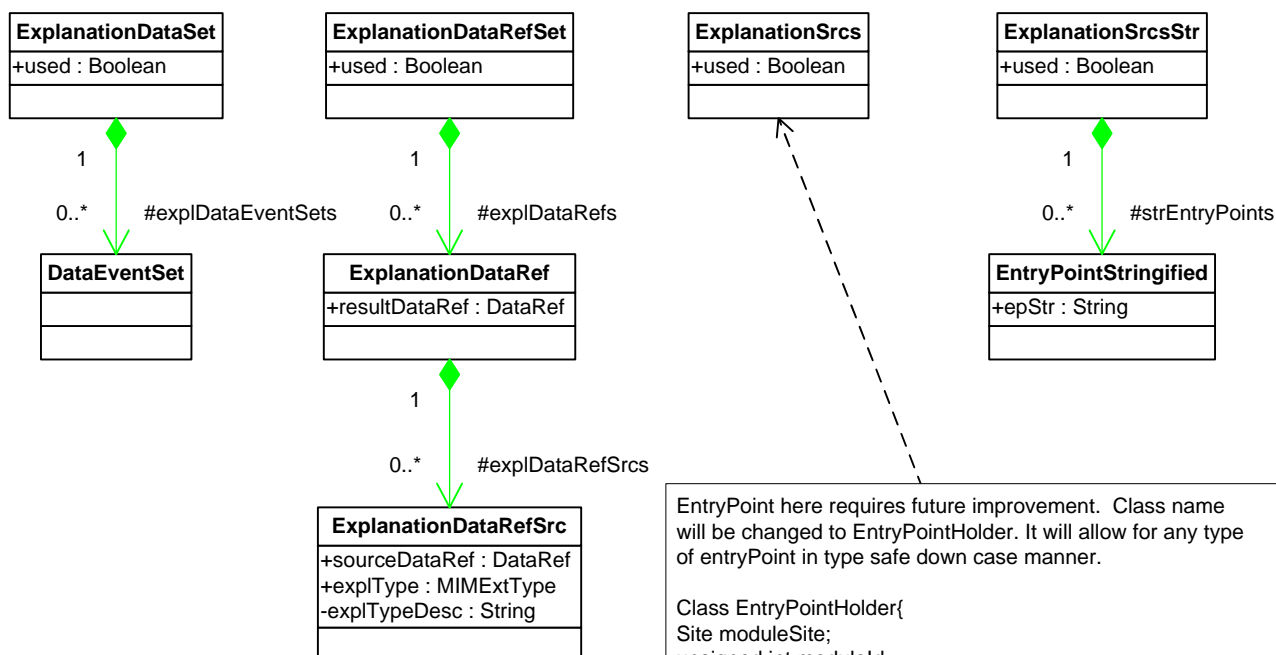 ExplanationDataSet
+used : Boolean
1
0..*
#explDataEventSets
DataEventSet
ExplanationDataRefSet
+used : Boolean
1
0..*
#explDataRefs
ExplanationDataRef
+resultDataRef : DataRef
1
0..*
#explDataRefSrcs
ExplanationDataRefSrc
+sourceDataRef : DataRef
+explType : MIMExtType
-explTypeDesc : String
ExplanationSrcs
+used : Boolean
ExplanationSrcsStr
+used : Boolean
1
0..*
#strEntryPoints
EntryPointStringified
+epStr : String
EntryPoint here requires future improvement. Class name
will be changed to EntryPointHolder. It will allow for any type
of entryPoint in type safe down case manner.
Class EntryPointHolder{
Site moduleSite;